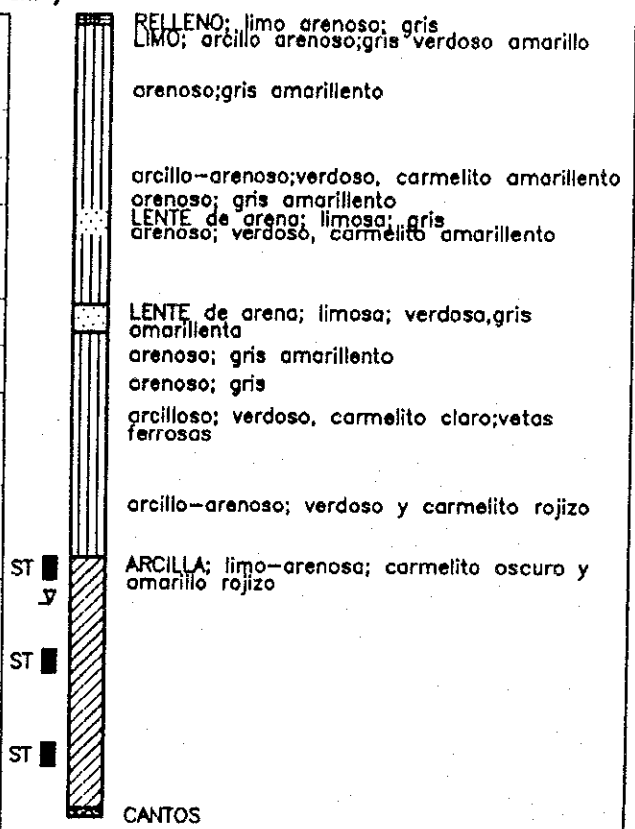 RELLENO; limo arenoso; gris
LIMO; arcillo arenoso;gris verdoso amarillo
arenoso;gris amarillento
arcillo-arenoso;verdoso, carmelito amarillento
arenoso; gris amarillento
LENTE de arena; limosa; gris
arenoso; verdoso, carmelito amarillento
LENTE de arena; limosa; verdosa,gris
amarillenta
arenoso; gris amarillento
arenoso; gris
arcilloso; verdoso, carmelito claro;vetas
ferrosas
arcillo-arenoso; verdoso y carmelito rojizo
ST
ARCILLA; limo-arenosa; carmelito oscuro y
amarillo rojizo
ST
ST
CANTOS